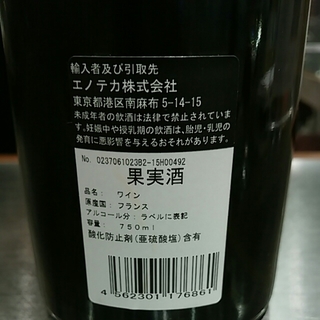 輸入者及び引取先
エノテカ株式会社
東京都港区南麻布 5-14-15
未成年者の飲酒は法律で禁止されています。
妊娠中や授乳期の飲酒は、胎児・乳児の
発育に悪影響を与えるおそれがあります。
No. 0237061023B2-15H00492
果実酒
品名: ワイン
原産国: フランス
アルコール分: ラベルに表記
容量: 750ml
酸化防止剤(亜硫酸塩)含有
4 562301 176861